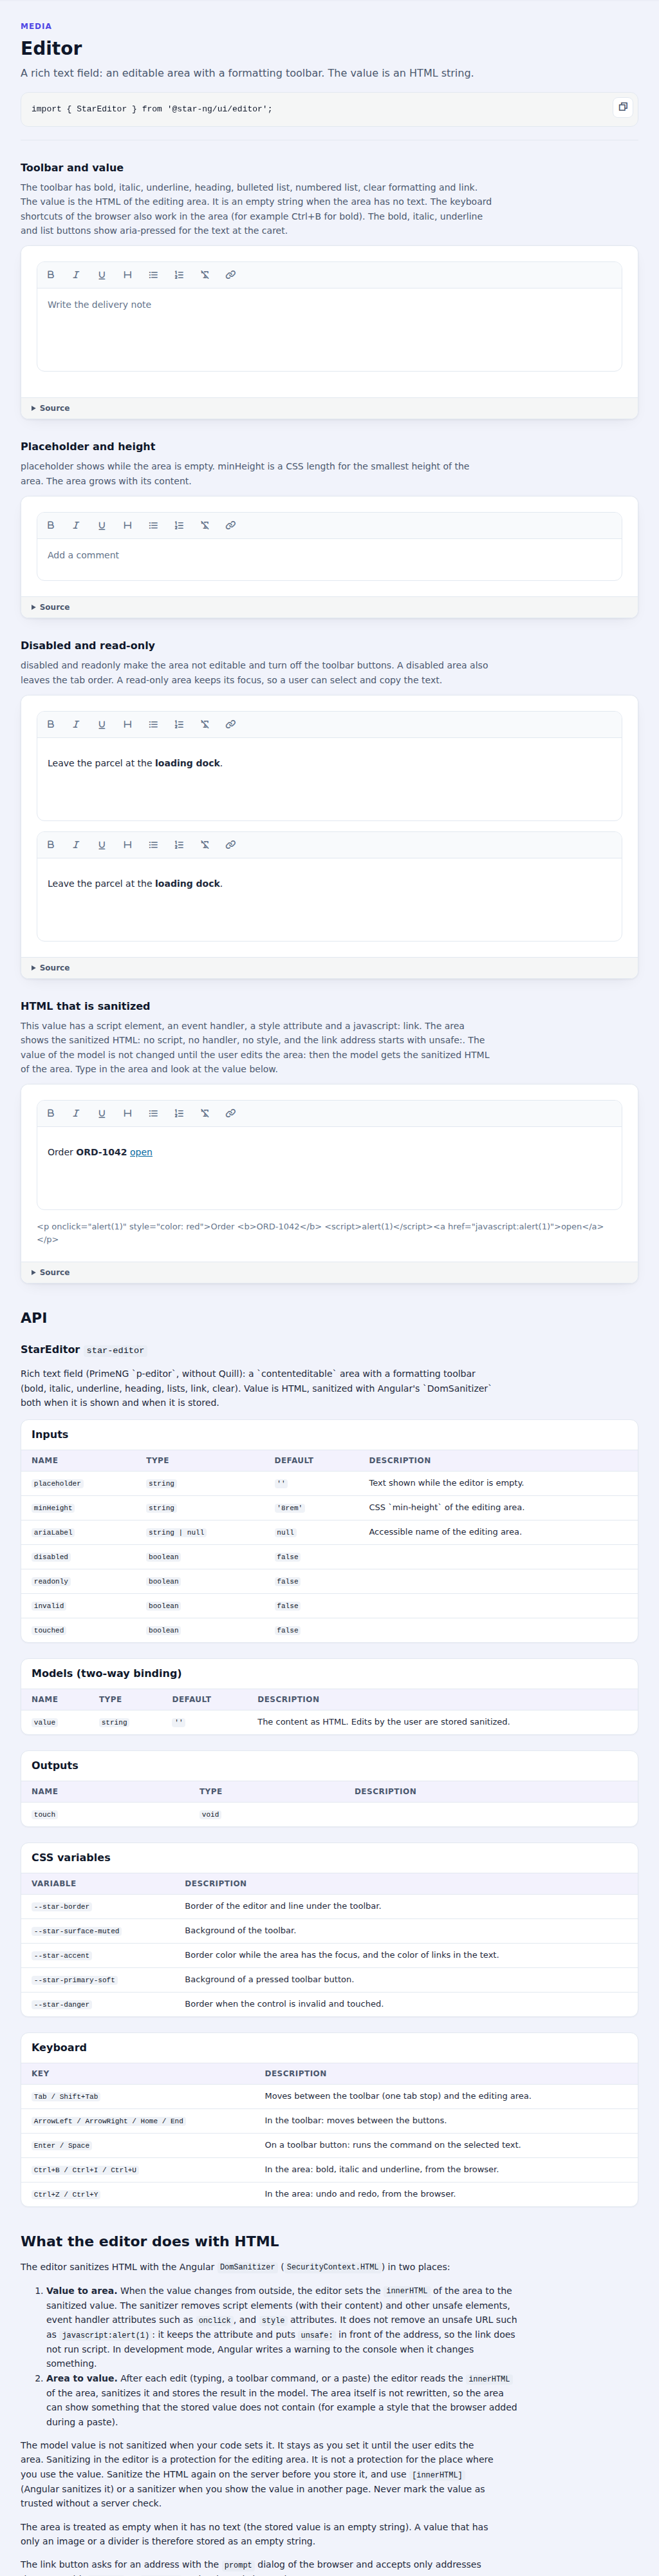 MEDIA
Editor
A rich text field: an editable area with a formatting toolbar. The value is an HTML string.
import { StarEditor } from '@star-ng/ui/editor';
Toolbar and value
The toolbar has bold, italic, underline, heading, bulleted list, numbered list, clear formatting and link.
The value is the HTML of the editing area. It is an empty string when the area has no text. The keyboard
shortcuts of the browser also work in the area (for example Ctrl+B for bold). The bold, italic, underline
and list buttons show aria-pressed for the text at the caret.
Write the delivery note
Source
Placeholder and height
placeholder shows while the area is empty. minHeight is a CSS length for the smallest height of the
area. The area grows with its content.
Add a comment
Source
Disabled and read-only
disabled and readonly make the area not editable and turn off the toolbar buttons. A disabled area also
leaves the tab order. A read-only area keeps its focus, so a user can select and copy the text.
Leave the parcel at the loading dock.
Leave the parcel at the loading dock.
Source
HTML that is sanitized
This value has a script element, an event handler, a style attribute and a javascript: link. The area
shows the sanitized HTML: no script, no handler, no style, and the link address starts with unsafe:. The
value of the model is not changed until the user edits the area: then the model gets the sanitized HTML
of the area. Type in the area and look at the value below.
Order ORD-1042 open
<p onclick="alert(1)" style="color: red">Order <b>ORD-1042</b> <script>alert(1)</script><a href="javascript:alert(1)">open</a>
</p>
Source
API
StarEditor star-editor
Rich text field (PrimeNG `p-editor`, without Quill): a `contenteditable` area with a formatting toolbar
(bold, italic, underline, heading, lists, link, clear). Value is HTML, sanitized with Angular's `DomSanitizer`
both when it is shown and when it is stored.
Inputs
NAME TYPE DEFAULT DESCRIPTION
placeholder string '' Text shown while the editor is empty.
minHeight string '8rem' CSS `min-height` of the editing area.
ariaLabel string | null null Accessible name of the editing area.
disabled boolean false
readonly boolean false
invalid boolean false
touched boolean false
Models (two-way binding)
NAME TYPE DEFAULT DESCRIPTION
value string '' The content as HTML. Edits by the user are stored sanitized.
Outputs
NAME TYPE DESCRIPTION
touch void
CSS variables
VARIABLE DESCRIPTION
--star-border Border of the editor and line under the toolbar.
--star-surface-muted Background of the toolbar.
--star-accent Border color while the area has the focus, and the color of links in the text.
--star-primary-soft Background of a pressed toolbar button.
--star-danger Border when the control is invalid and touched.
Keyboard
KEY DESCRIPTION
Tab / Shift+Tab Moves between the toolbar (one tab stop) and the editing area.
ArrowLeft / ArrowRight / Home / End In the toolbar: moves between the buttons.
Enter / Space On a toolbar button: runs the command on the selected text.
Ctrl+B / Ctrl+I / Ctrl+U In the area: bold, italic and underline, from the browser.
Ctrl+Z / Ctrl+Y In the area: undo and redo, from the browser.
What the editor does with HTML
The editor sanitizes HTML with the Angular DomSanitizer (SecurityContext.HTML) in two places:
1. Value to area. When the value changes from outside, the editor sets the innerHTML of the area to the
sanitized value. The sanitizer removes script elements (with their content) and other unsafe elements,
event handler attributes such as onclick, and style attributes. It does not remove an unsafe URL such
as javascript:alert(1): it keeps the attribute and puts unsafe: in front of the address, so the link does
not run script. In development mode, Angular writes a warning to the console when it changes
something.
2. Area to value. After each edit (typing, a toolbar command, or a paste) the editor reads the innerHTML
of the area, sanitizes it and stores the result in the model. The area itself is not rewritten, so the area
can show something that the stored value does not contain (for example a style that the browser added
during a paste).
The model value is not sanitized when your code sets it. It stays as you set it until the user edits the
area. Sanitizing in the editor is a protection for the editing area. It is not a protection for the place where
you use the value. Sanitize the HTML again on the server before you store it, and use [innerHTML]
(Angular sanitizes it) or a sanitizer when you show the value in another page. Never mark the value as
trusted without a server check.
The area is treated as empty when it has no text (the stored value is an empty string). A value that has
only an image or a divider is therefore stored as an empty string.
The link button asks for an address with the prompt dialog of the browser and accepts only addresses